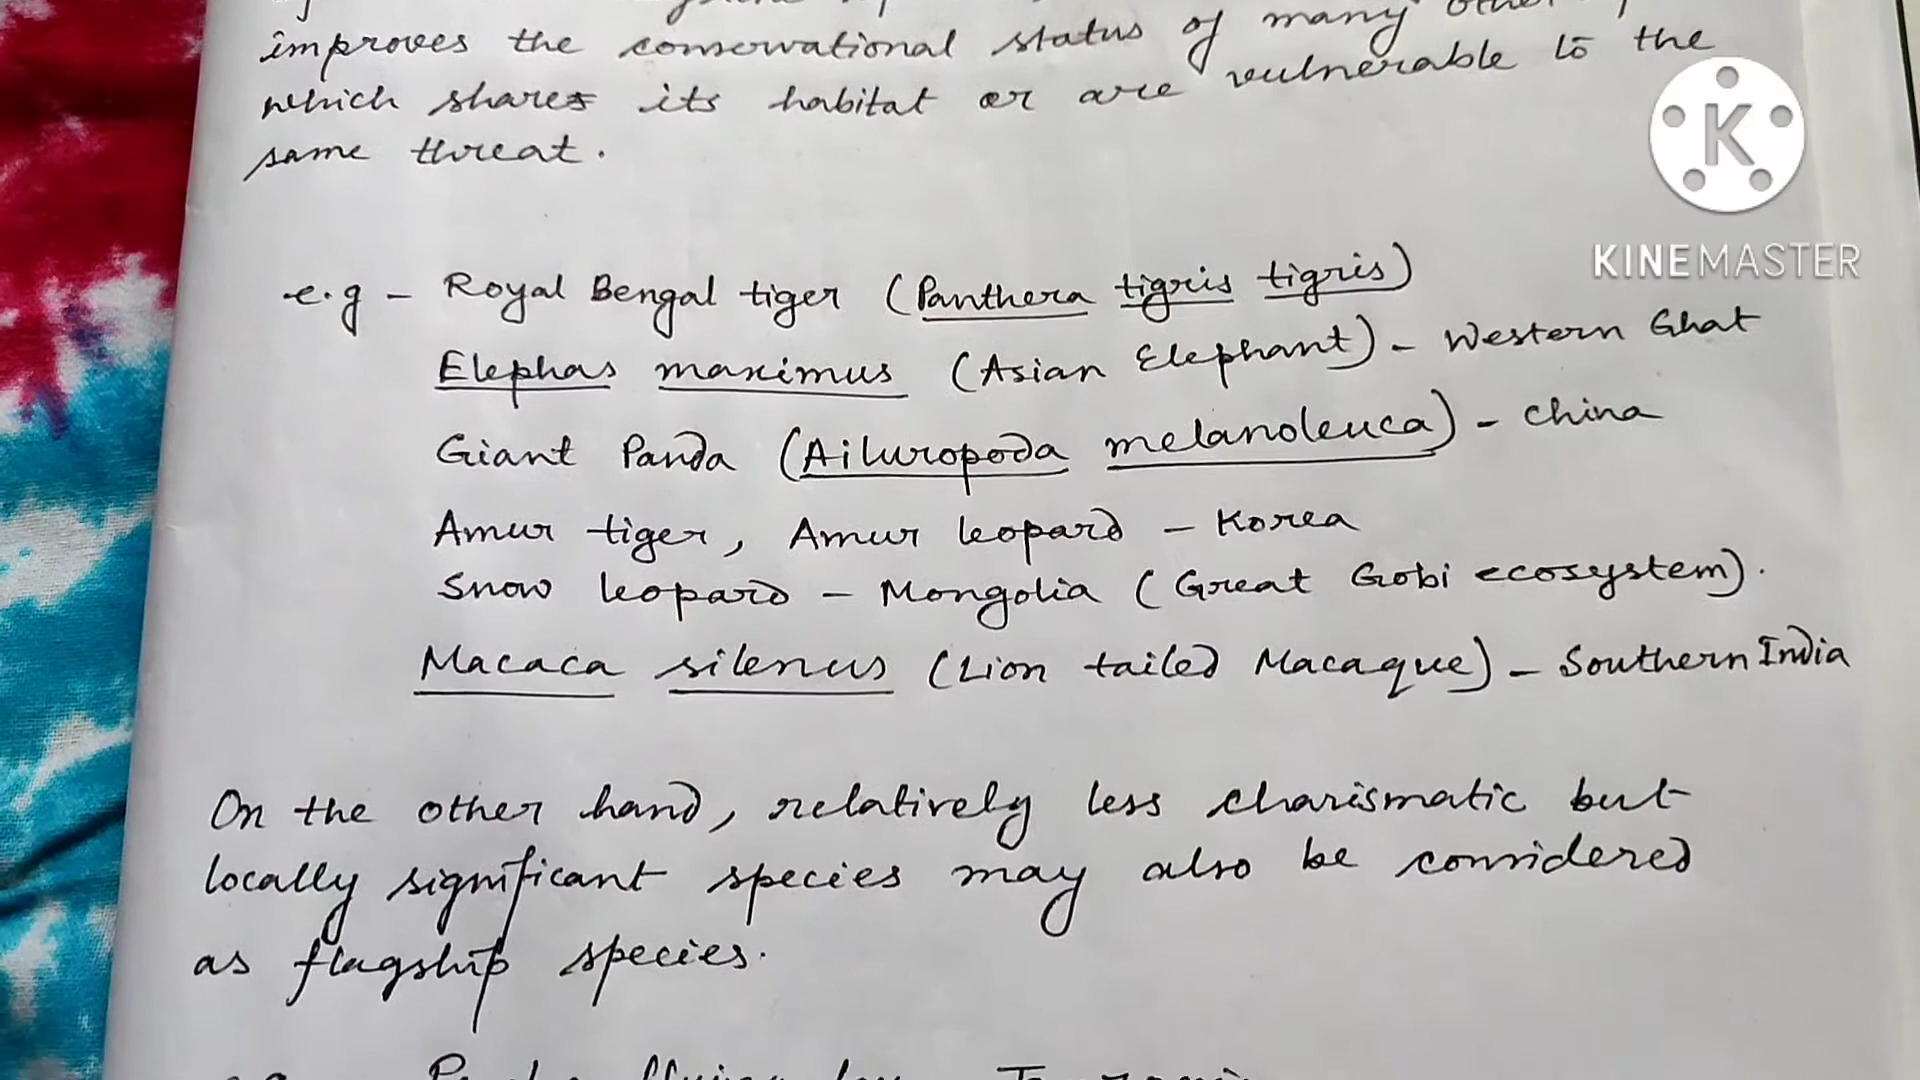 improves the conservational status of many other
which shares its habitat or are vulnerable to the
same threat.
KINEMASTER
e.g - Royal Bengal tiger (Panthera tigris tigris)
Elephas maximus (Asian Elephant) - Western Ghat
Giant Panda (Ailuropoda melanoleuca) - China
Amur tiger, Amur leopard - Korea
Snow leopard - Mongolia (Great Gobi ecosystem).
Macaca silenus (Lion tailed Macaque) - Southern India
On the other hand, relatively less charismatic but
locally significant species may also be considered
as flagship species.